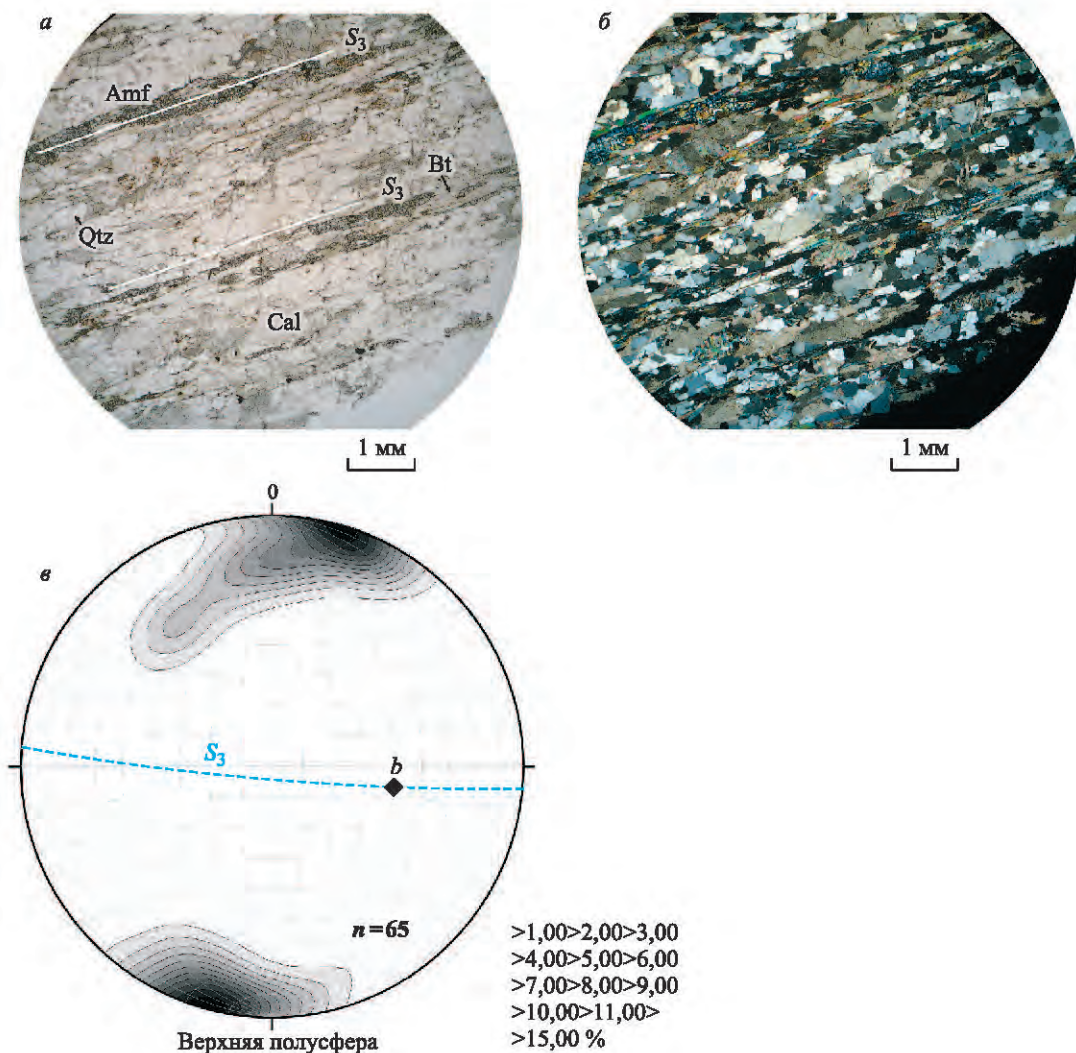 а
S₃
Amf
Bt
S₃
Qtz
Cal
1 мм
б
1 мм
0
в
S₃
b
n=65
Верхняя полусфера
>1,00>2,00>3,00
>4,00>5,00>6,00
>7,00>8,00>9,00
>10,00>11,00>
>15,00 %